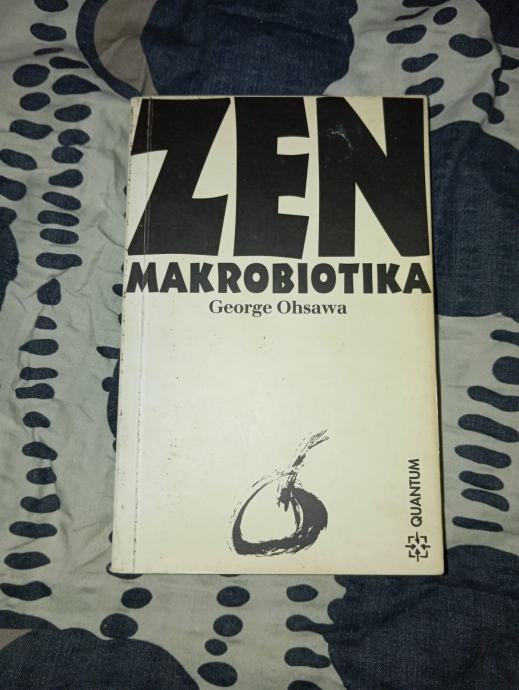 ZEN
MAKROBIOTIKA
George Ohsawa
QUANTUM